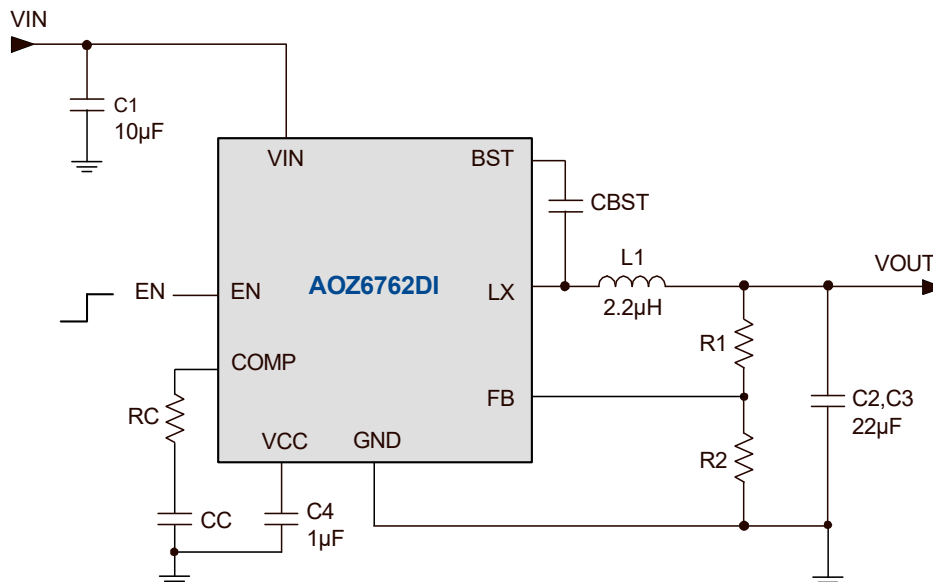 VIN
C1
10µF
VIN
BST
CBST
L1
VOUT
EN
EN
AOZ6762DI
LX
2.2µH
R1
COMP
FB
C2,C3
22µF
RC
VCC
GND
R2
CC
C4
1µF